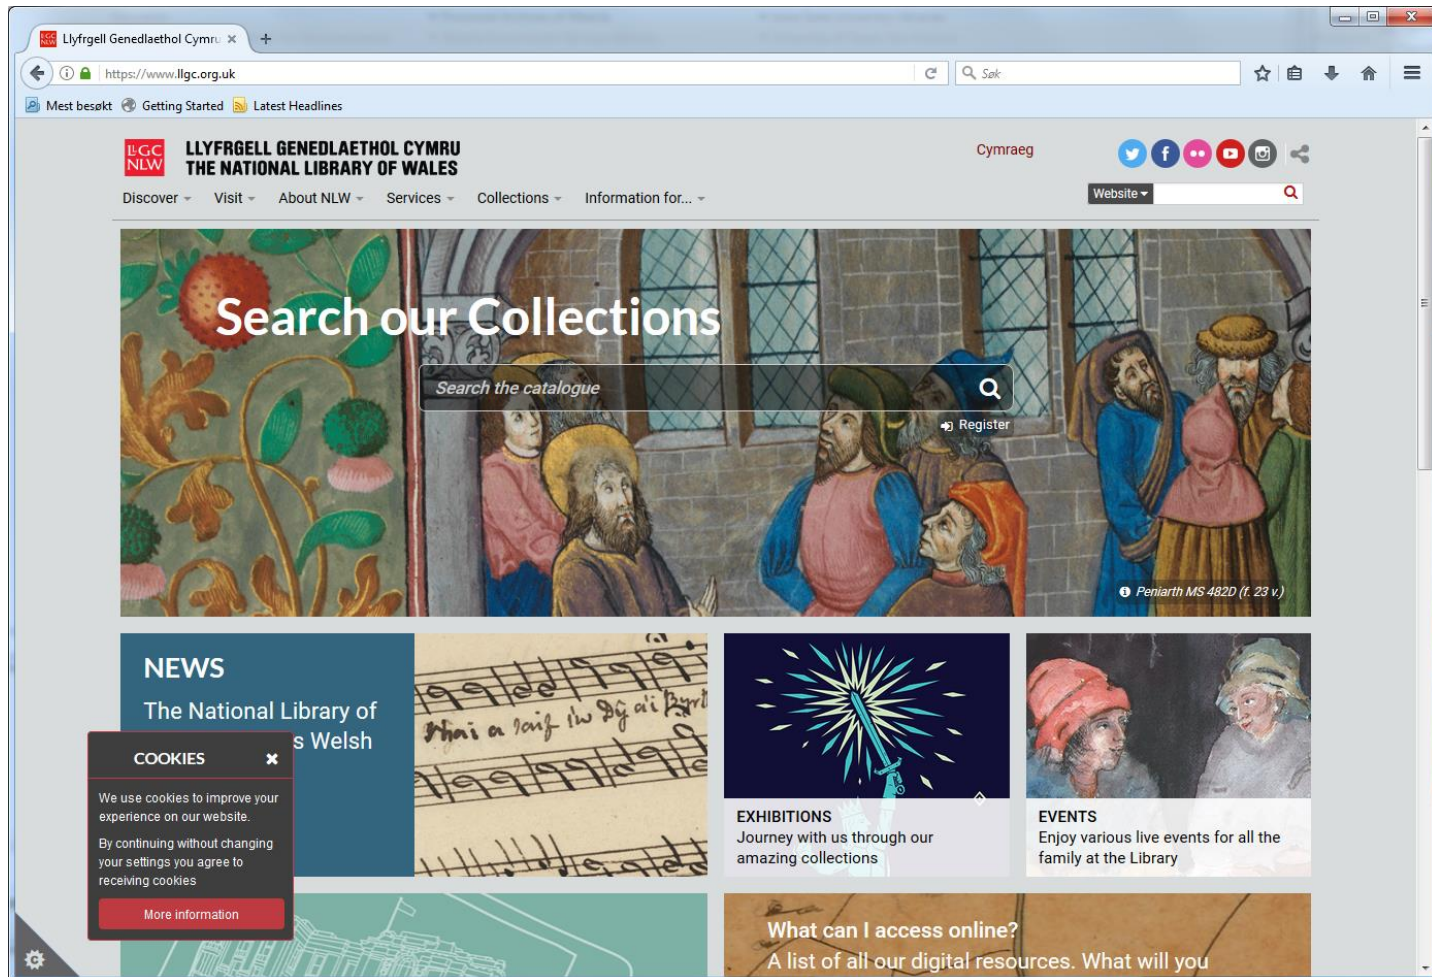 Llyfrgell Genedlaethol Cymru
https://www.llgc.org.uk
Søk
Mest besøkt
Getting Started
Latest Headlines
LLGC
NLW
LLYFRGELL GENEDLAETHOL CYMRU
THE NATIONAL LIBRARY OF WALES
Cymraeg
Discover
Visit
About NLW
Services
Collections
Information for...
Website
Search our Collections
Search the catalogue
Register
Peniarth MS 482D (f. 23 v.)
NEWS
The National Library of
s Welsh
COOKIES
We use cookies to improve your
experience on our website.
By continuing without changing
your settings you agree to
receiving cookies
More information
EXHIBITIONS
Journey with us through our
amazing collections
EVENTS
Enjoy various live events for all the
family at the Library
What can I access online?
A list of all our digital resources. What will you